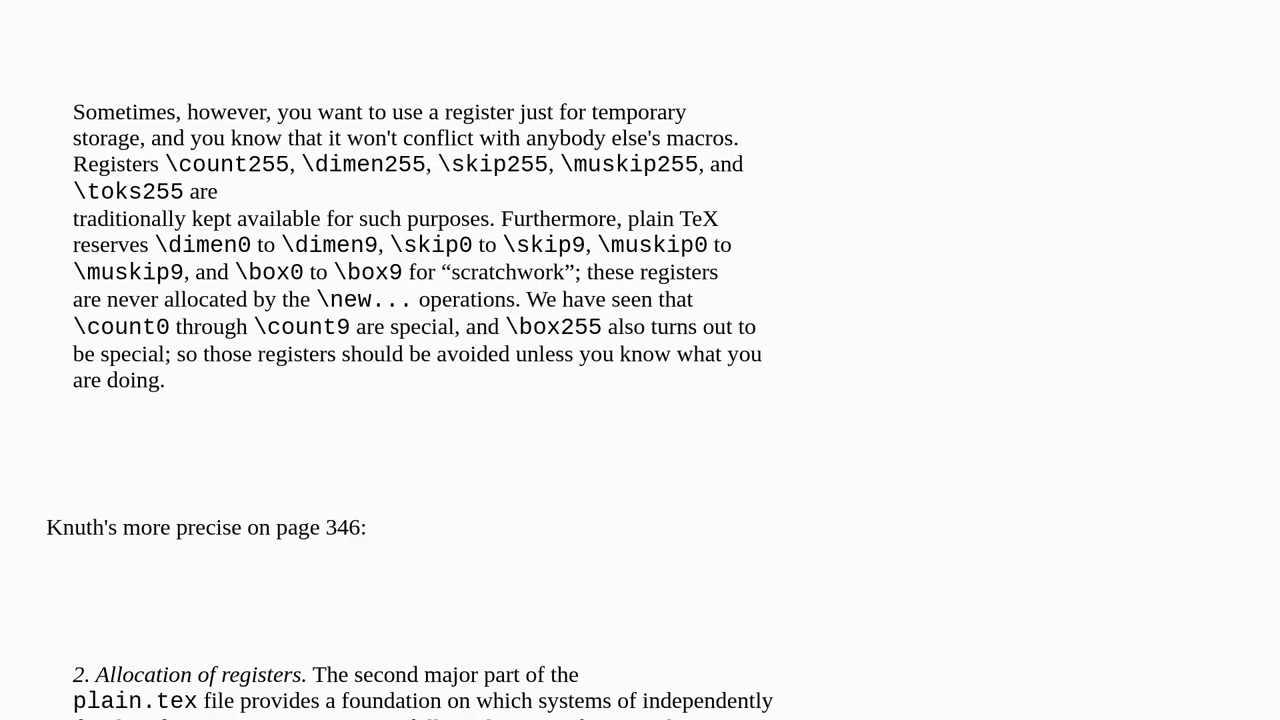 Sometimes, however, you want to use a register just for temporary
storage, and you know that it won't conflict with anybody else's macros.
Registers \count255, \dimen255, \skip255, \muskip255, and
\toks255 are
traditionally kept available for such purposes. Furthermore, plain TeX
reserves \dimen0 to \dimen9, \skip0 to \skip9, \muskip0 to
\muskip9, and \box0 to \box9 for “scratchwork”; these registers
are never allocated by the \new... operations. We have seen that
\count0 through \count9 are special, and \box255 also turns out to
be special; so those registers should be avoided unless you know what you
are doing.
Knuth's more precise on page 346:
2. Allocation of registers. The second major part of the
plain.tex file provides a foundation on which systems of independently